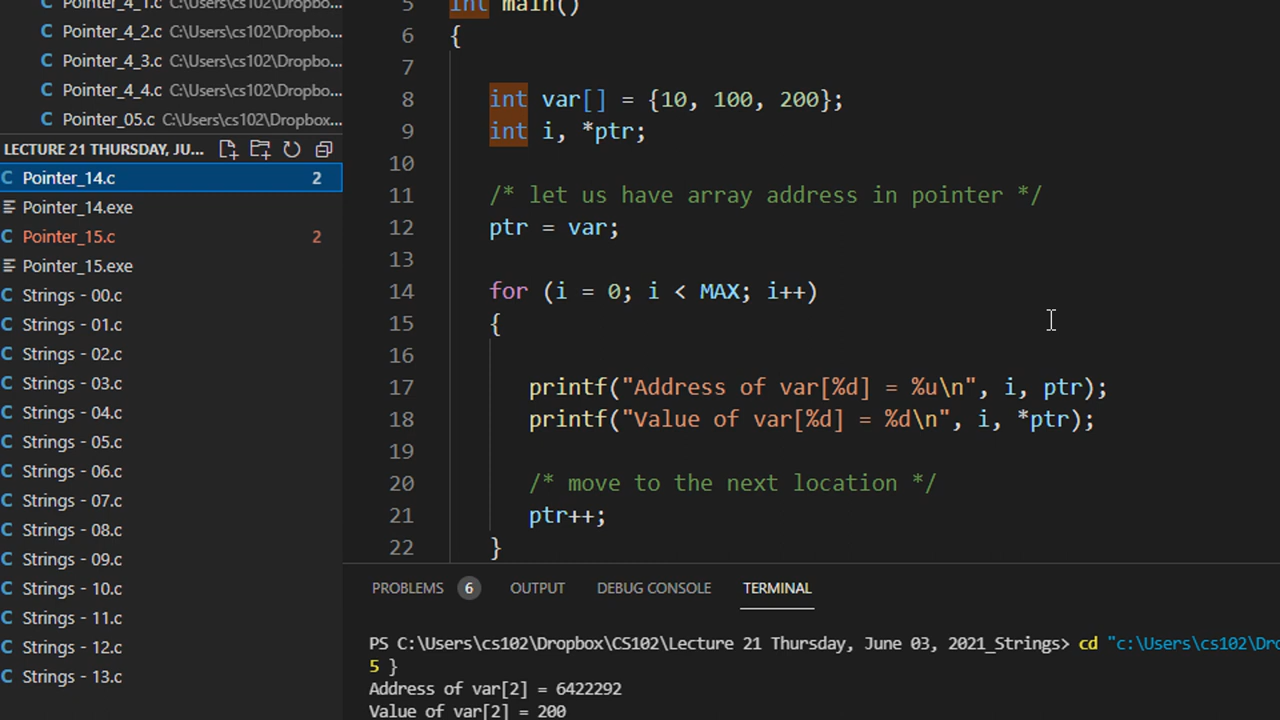 Pointer_4_1.c C:\Users\cs102\Dropbo...
Pointer_4_2.c C:\Users\cs102\Dropbo...
Pointer_4_3.c C:\Users\cs102\Dropbo...
Pointer_4_4.c C:\Users\cs102\Dropbo...
Pointer_05.c C:\Users\cs102\Dropbox...
LECTURE 21 THURSDAY, JU...
C Pointer_14.c 2
Pointer_14.exe
C Pointer_15.c 2
Pointer_15.exe
C Strings - 00.c
C Strings - 01.c
C Strings - 02.c
C Strings - 03.c
C Strings - 04.c
C Strings - 05.c
C Strings - 06.c
C Strings - 07.c
C Strings - 08.c
C Strings - 09.c
C Strings - 10.c
C Strings - 11.c
C Strings - 12.c
C Strings - 13.c
5 int main()
6 {
7
8 int var[] = {10, 100, 200};
9 int i, *ptr;
10
11 /* let us have array address in pointer */
12 ptr = var;
13
14 for (i = 0; i < MAX; i++)
15 {
16
17 printf("Address of var[%d] = %u\n", i, ptr);
18 printf("Value of var[%d] = %d\n", i, *ptr);
19
20 /* move to the next location */
21 ptr++;
22 }
PROBLEMS 6 OUTPUT DEBUG CONSOLE TERMINAL
PS C:\Users\cs102\Dropbox\CS102\Lecture 21 Thursday, June 03, 2021_Strings> cd "c:\Users\cs102\Dro
5 }
Address of var[2] = 6422292
Value of var[2] = 200